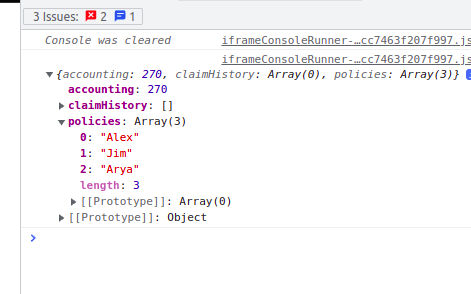 3 Issues: 2 1
Console was cleared iframeConsoleRunner-…cc7463f207f997.js
iframeConsoleRunner-…cc7463f207f997.js
{accounting: 270, claimHistory: Array(0), policies: Array(3)}
accounting: 270
claimHistory: []
policies: Array(3)
0: "Alex"
1: "Jim"
2: "Arya"
length: 3
[[Prototype]]: Array(0)
[[Prototype]]: Object